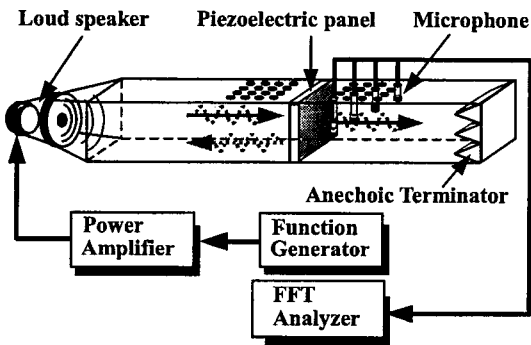 Loud speaker
Piezoelectric panel
Microphone
Anechoic Terminator
Power
Amplifier
Function
Generator
FFT
Analyzer